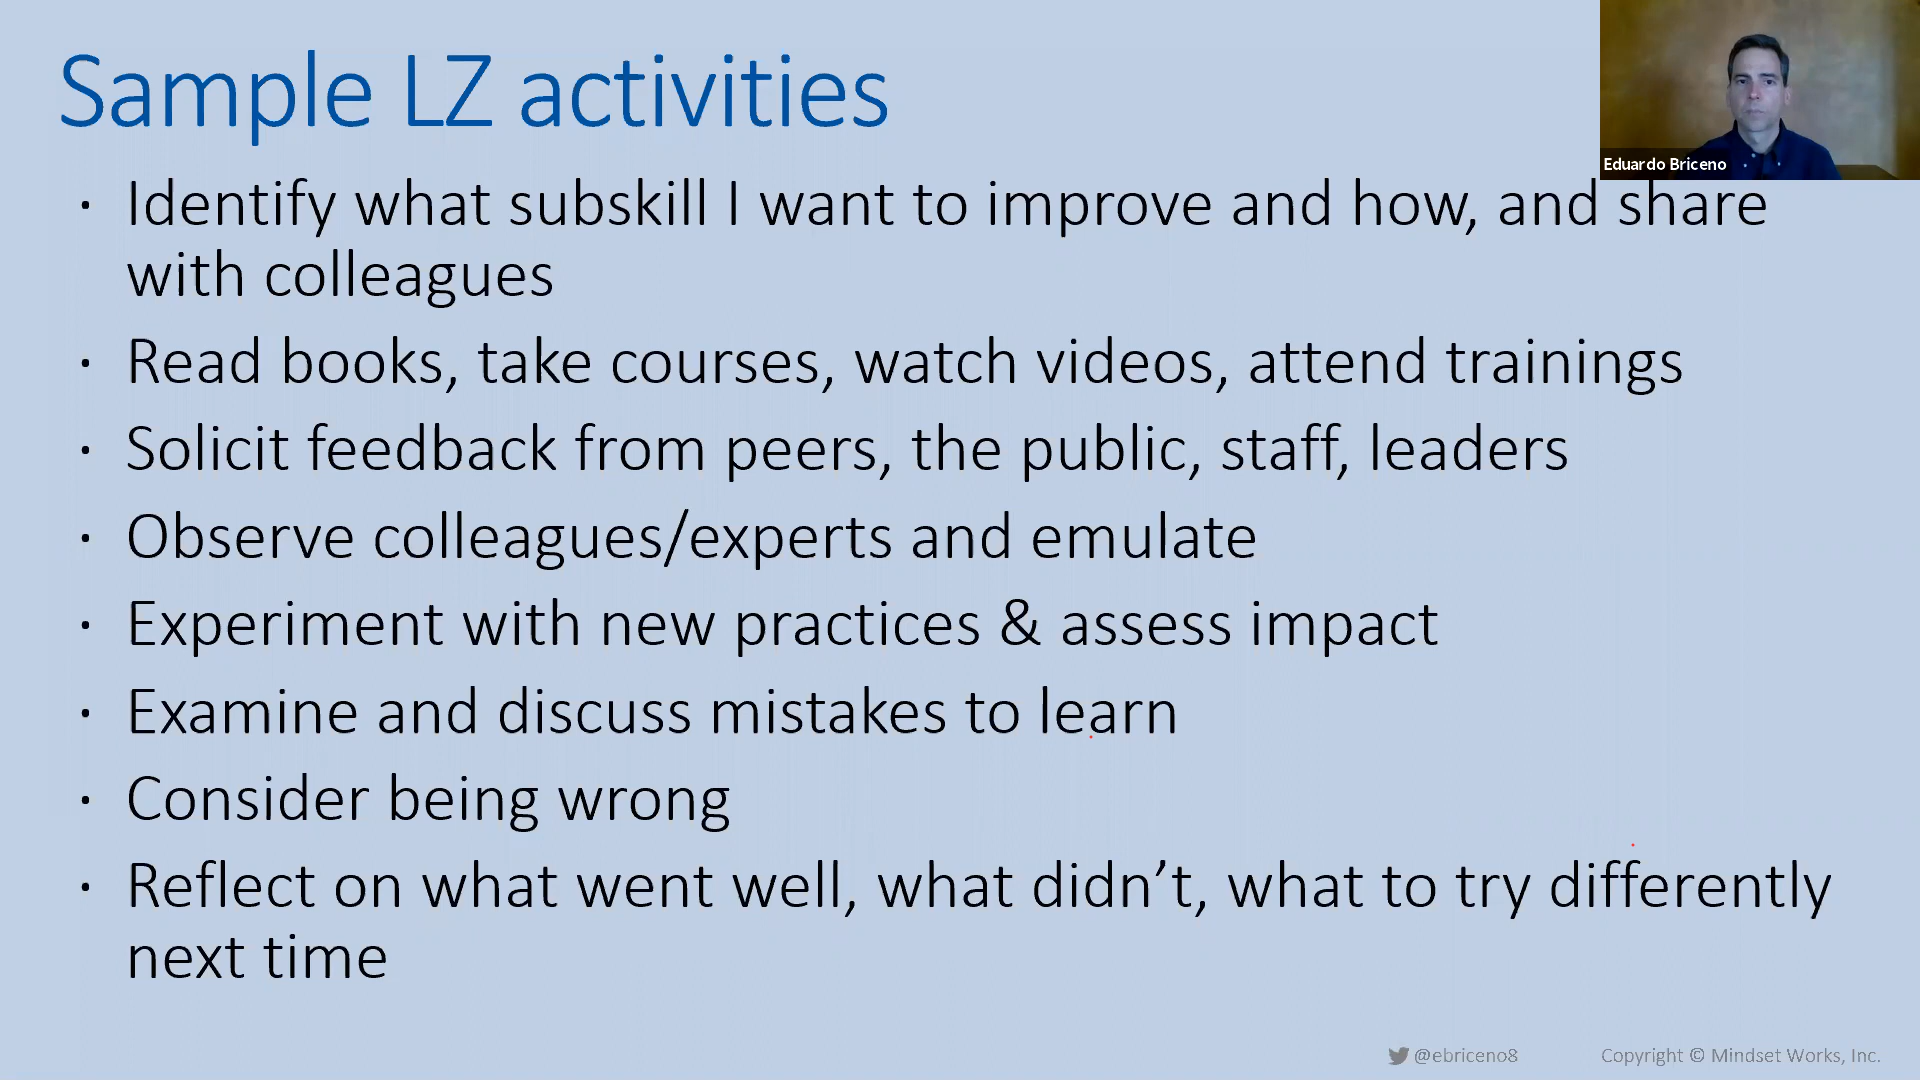 Sample LZ activities
Eduardo Briceno
· Identify what subskill I want to improve and how, and share
with colleagues
· Read books, take courses, watch videos, attend trainings
· Solicit feedback from peers, the public, staff, leaders
· Observe colleagues/experts and emulate
· Experiment with new practices & assess impact
· Examine and discuss mistakes to learn
· Consider being wrong
· Reflect on what went well, what didn’t, what to try differently
next time
@ebriceno8
Copyright © Mindset Works, Inc.